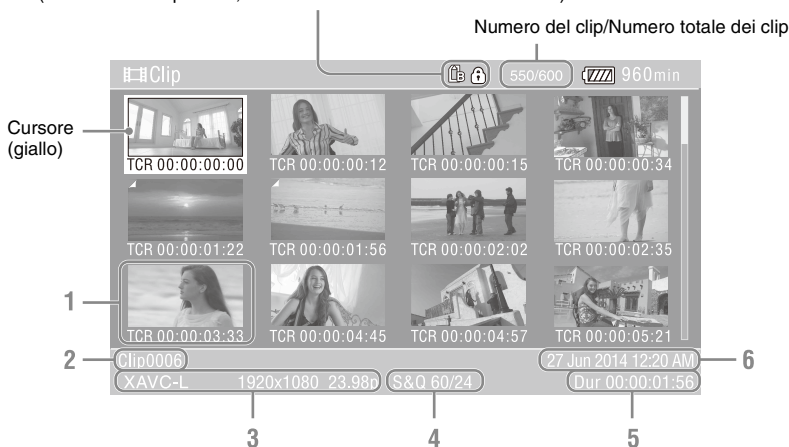 Numero del clip/Numero totale dei clip
Clip
B
550/600
960min
Cursore
(giallo)
TCR 00:00:00:00
TCR 00:00:00:12
TCR 00:00:00:15
TCR 00:00:00:34
TCR 00:00:01:22
TCR 00:00:01:56
TCR 00:00:02:02
TCR 00:00:02:35
1
TCR 00:00:03:33
TCR 00:00:04:45
TCR 00:00:04:57
TCR 00:00:05:21
2
Clip0006
27 Jun 2014 12:20 AM
6
XAVC-L 1920x1080 23.98p
S&Q 60/24
Dur 00:00:01:56
3
4
5